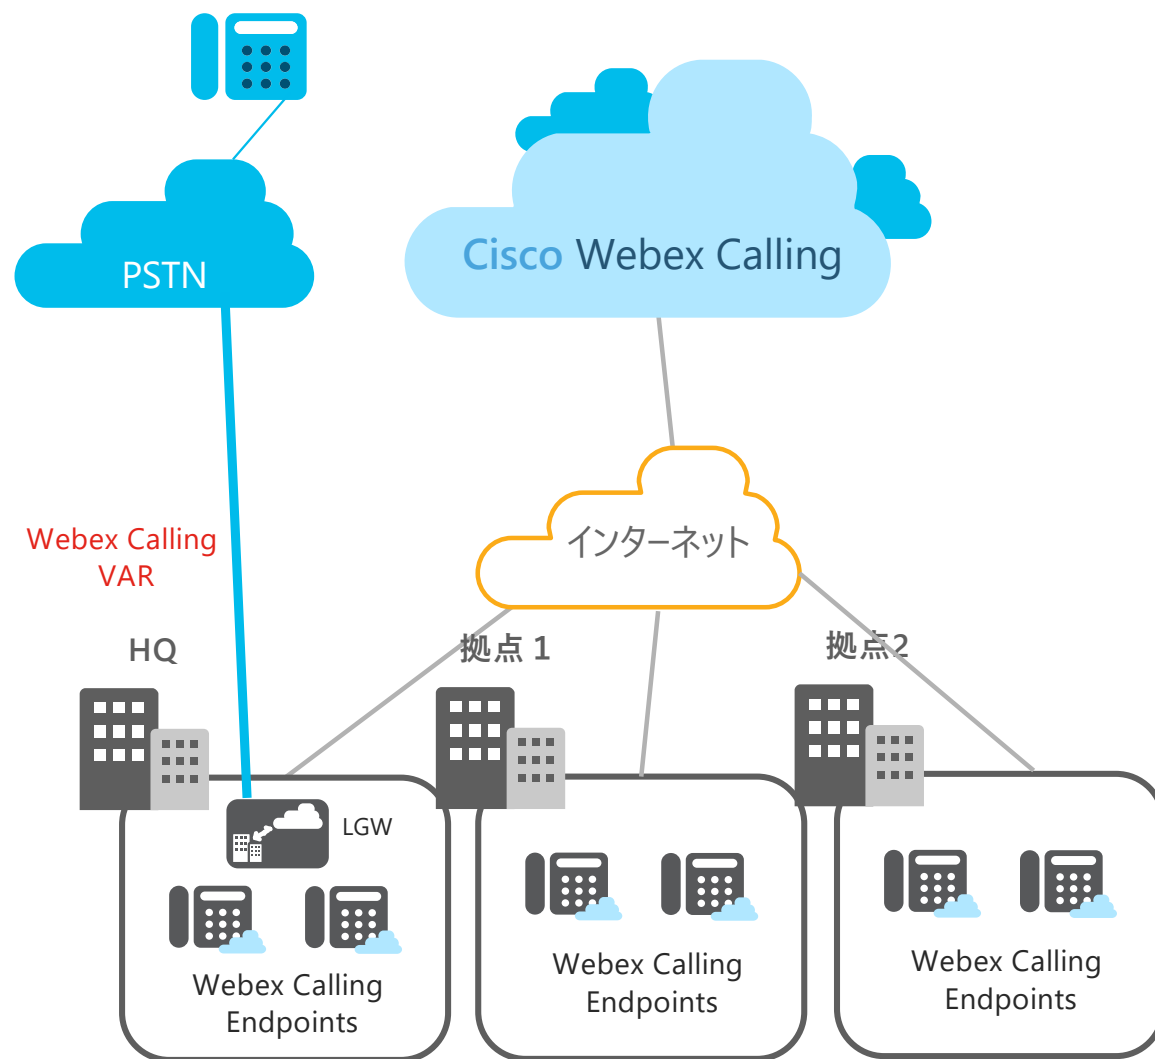 PSTN
Cisco Webex Calling
インターネット
Webex Calling
VAR
HQ
拠点 1
拠点2
LGW
Webex Calling
Endpoints
Webex Calling
Endpoints
Webex Calling
Endpoints